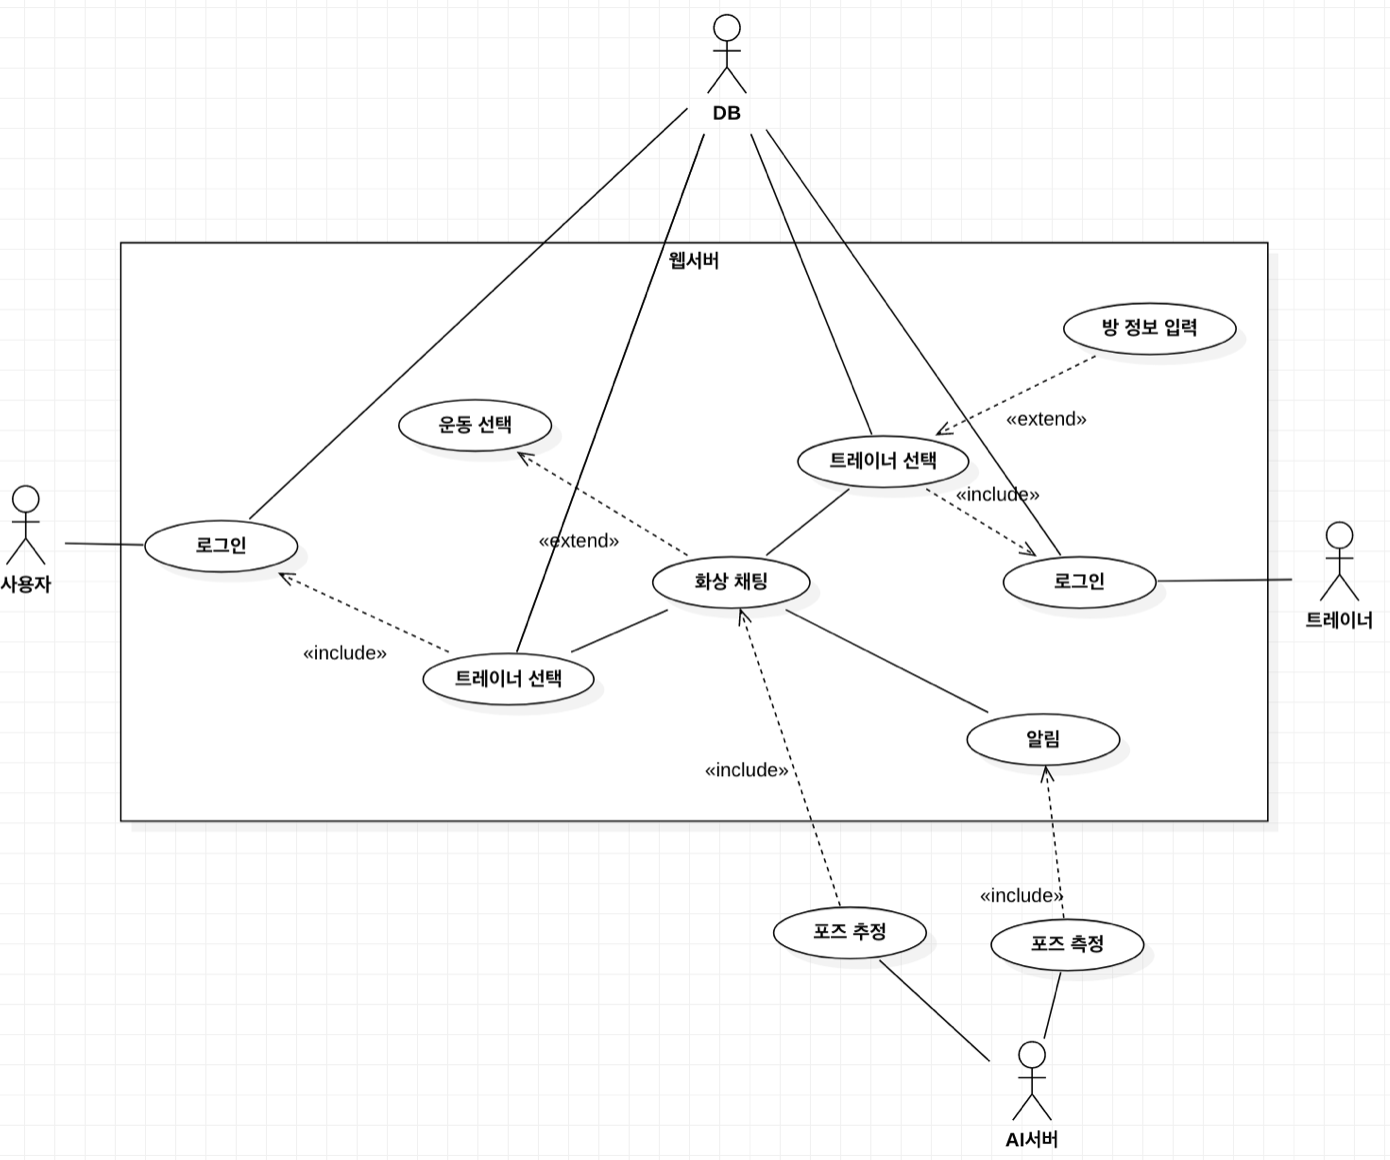 DB
웹서버
방 정보 입력
«extend»
운동 선택
트레이너 선택
«include»
«extend»
사용자
로그인
화상 채팅
로그인
트레이너
«include»
트레이너 선택
알림
«include»
«include»
포즈 추정
포즈 측정
AI서버